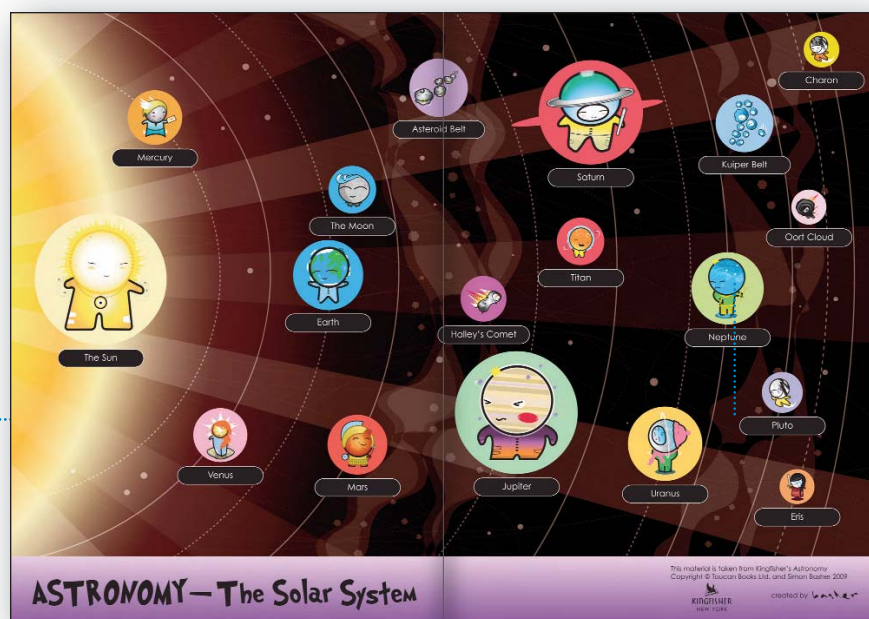 Charon
Asteroid Belt
Mercury
Saturn
Kuiper Belt
The Moon
Oort Cloud
Titan
Earth
Halley's Comet
Neptune
The Sun
Pluto
Venus
Mars
Jupiter
Uranus
Eris
ASTRONOMY—The Solar System
This material is taken from Kingfisher's Astronomy
Copyright © Toucan Books Ltd. and Simon Basher 2009
KINGFISHER
NEW YORK
created by basher